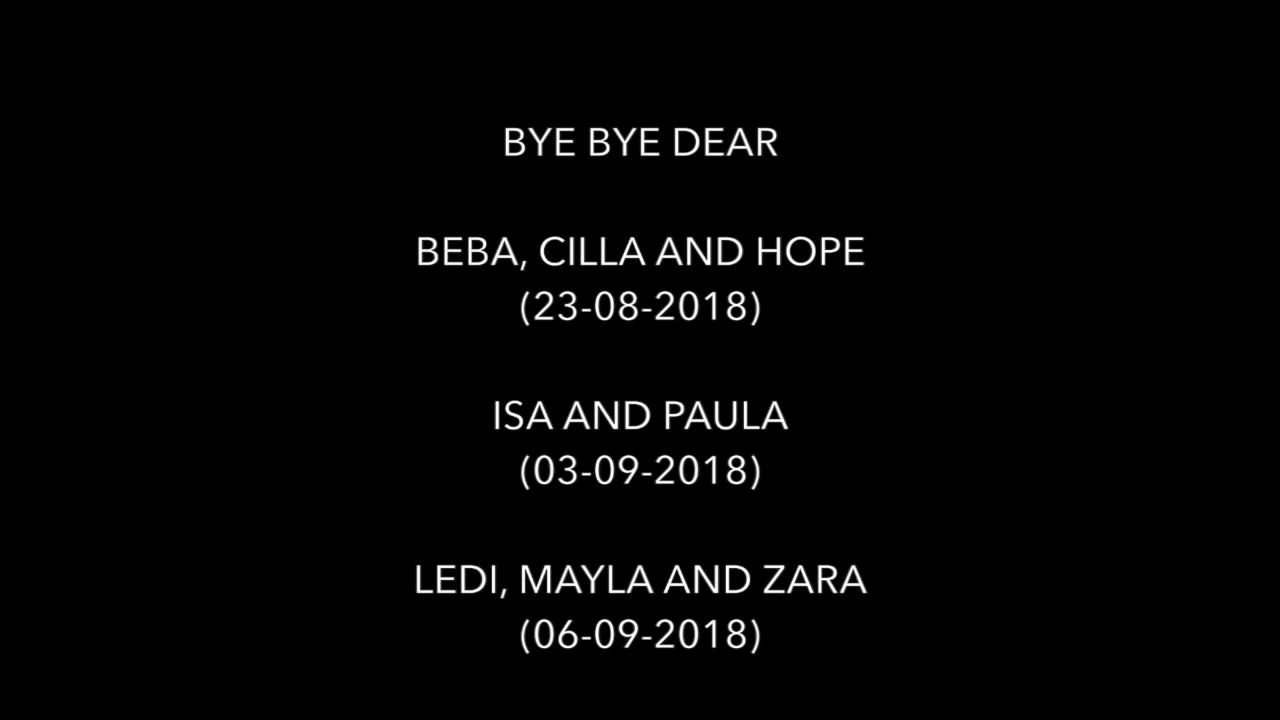 BYE BYE DEAR
BEBA, CILLA AND HOPE
(23-08-2018)
ISA AND PAULA
(03-09-2018)
LEDI, MAYLA AND ZARA
(06-09-2018)